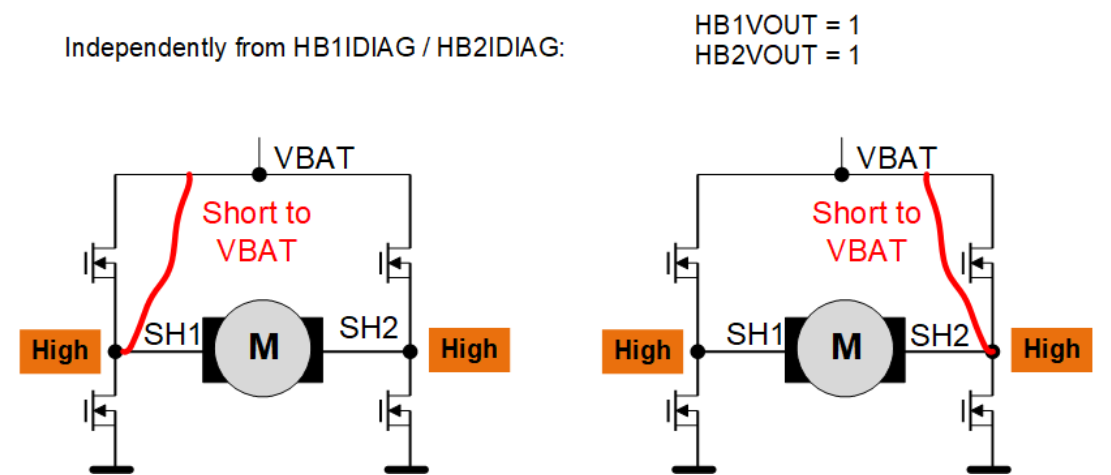 Independently from HB1IDIAG / HB2IDIAG:
HB1VOUT = 1
HB2VOUT = 1
VBAT
Short to
VBAT
High
SH1
M
SH2
High
VBAT
Short to
VBAT
High
SH1
M
SH2
High